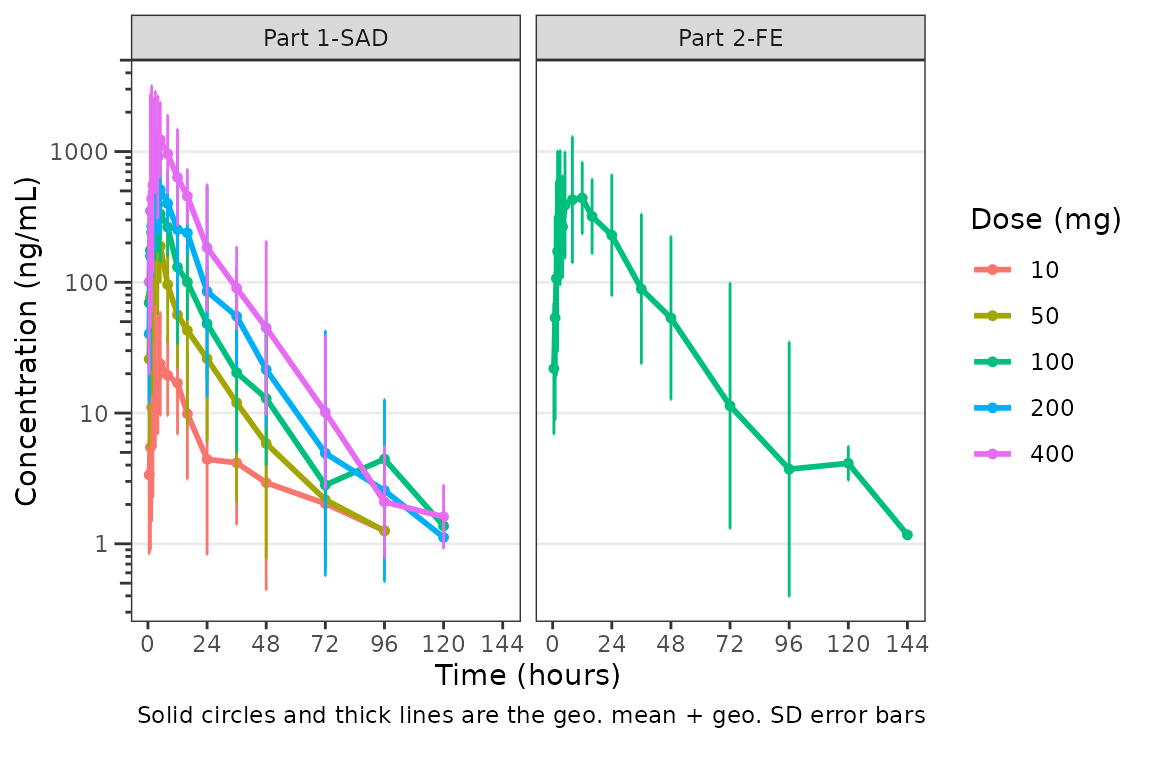 Part 1-SAD Part 2-FE
Concentration (ng/mL)
1000
100
10
1
0 24 48 72 96 120 144 0 24 48 72 96 120 144
Time (hours)
Solid circles and thick lines are the geo. mean + geo. SD error bars
Dose (mg)
10
50
100
200
400